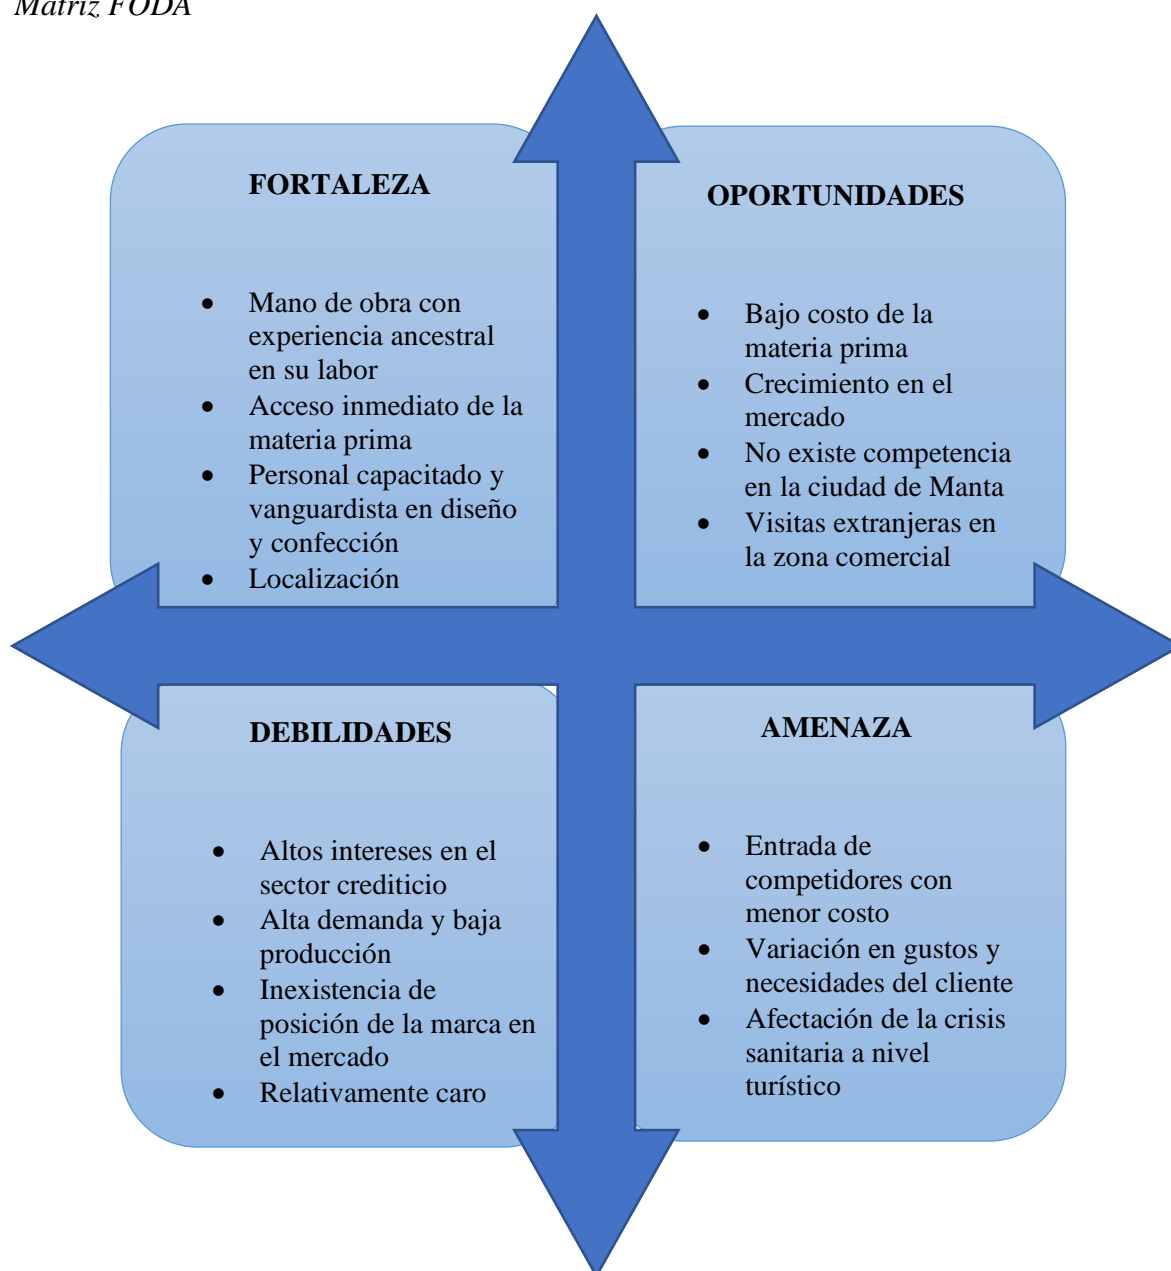 Matriz FODA
FORTALEZA
• Mano de obra con
experiencia ancestral
en su labor
• Acceso inmediato de la
materia prima
• Personal capacitado y
vanguardista en diseño
y confección
• Localización
OPORTUNIDADES
• Bajo costo de la
materia prima
• Crecimiento en el
mercado
• No existe competencia
en la ciudad de Manta
• Visitas extranjeras en
la zona comercial
DEBILIDADES
• Altos intereses en el
sector crediticio
• Alta demanda y baja
producción
• Inexistencia de
posición de la marca en
el mercado
• Relativamente caro
AMENAZA
• Entrada de
competidores con
menor costo
• Variación en gustos y
necesidades del cliente
• Afectación de la crisis
sanitaria a nivel
turístico